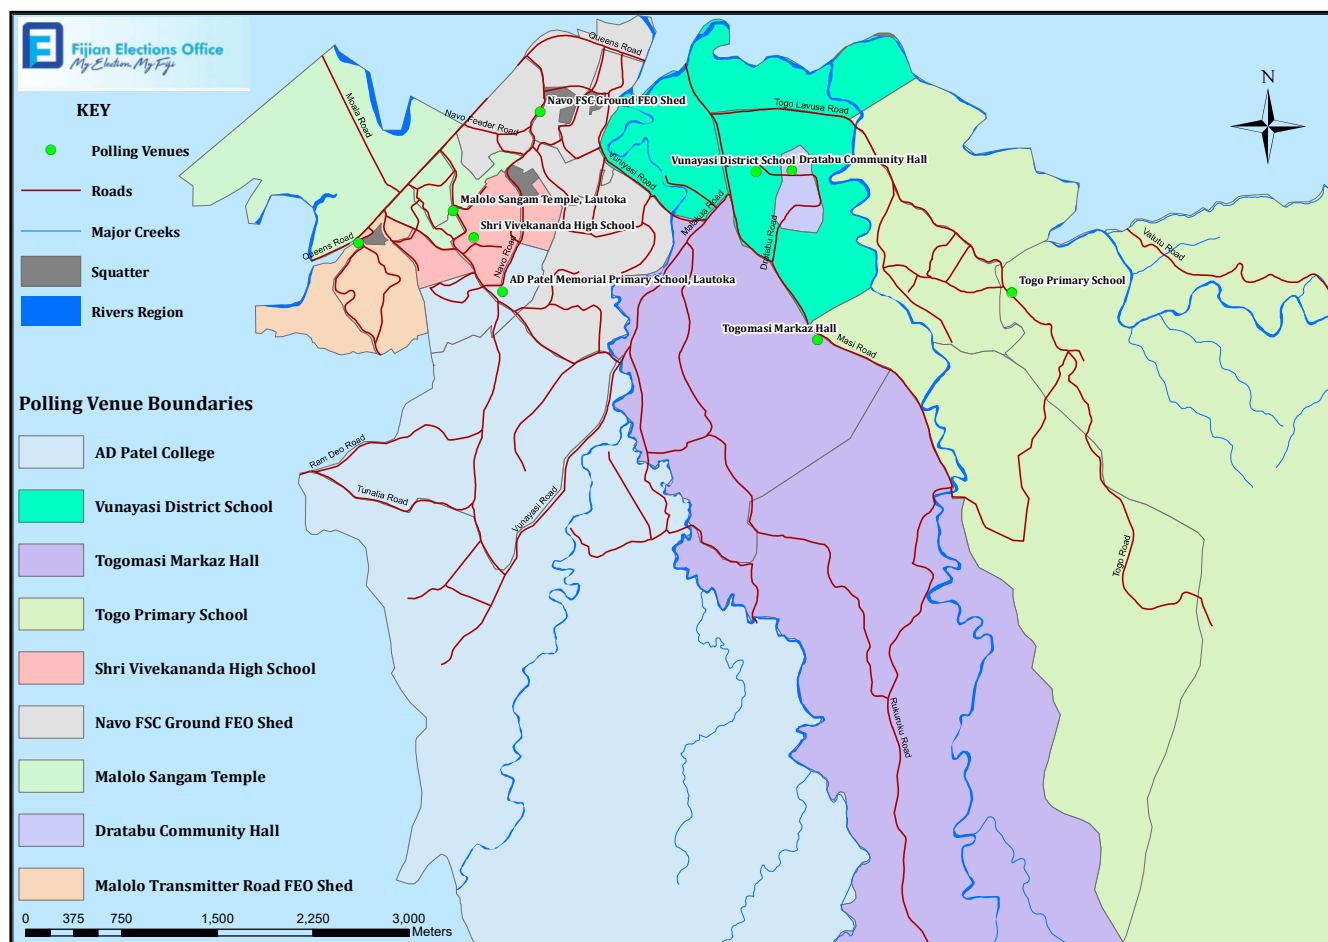 Fijian Elections Office
My Election, My Fiji
KEY
Polling Venues
Roads
Major Creeks
Squatter
Rivers Region
Polling Venue Boundaries
AD Patel College
Vunayasi District School
Togomasi Markaz Hall
Togo Primary School
Shri Vivekananda High School
Navo FSC Ground FEO Shed
Malolo Sangam Temple
Dratabu Community Hall
Malolo Transmitter Road FEO Shed
0 375 750 1,500 2,250 3,000
Meters
N
Queens Road
Moala Road
Navo FSC Ground FEO Shed
Navo Feeder Road
Togo Lavusa Road
Vuniyasi Road
Vunayasi District School
Dratabu Community Hall
Malolo Sangam Temple, Lautoka
Malakua Road
Shri Vivekananda High School
Queens Road
Navo Road
Dratabu Road
Vatutu Road
AD Patel Memorial Primary School, Lautoka
Togo Primary School
Togomasi Markaz Hall
Masi Road
Ram Deo Road
Tunalia Road
Vunayasi Road
Togo Road
Rukuruku Road